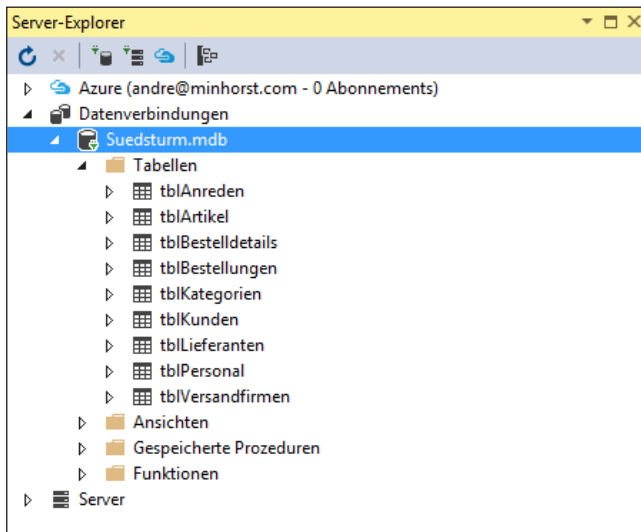 Server-Explorer
Azure (andre@minhorst.com - 0 Abonnements)
Datenverbindungen
Suedsturm.mdb
Tabellen
tblAnreden
tblArtikel
tblBestelldetails
tblBestellungen
tblKategorien
tblKunden
tblLieferanten
tblPersonal
tblVersandfirmen
Ansichten
Gespeicherte Prozeduren
Funktionen
Server